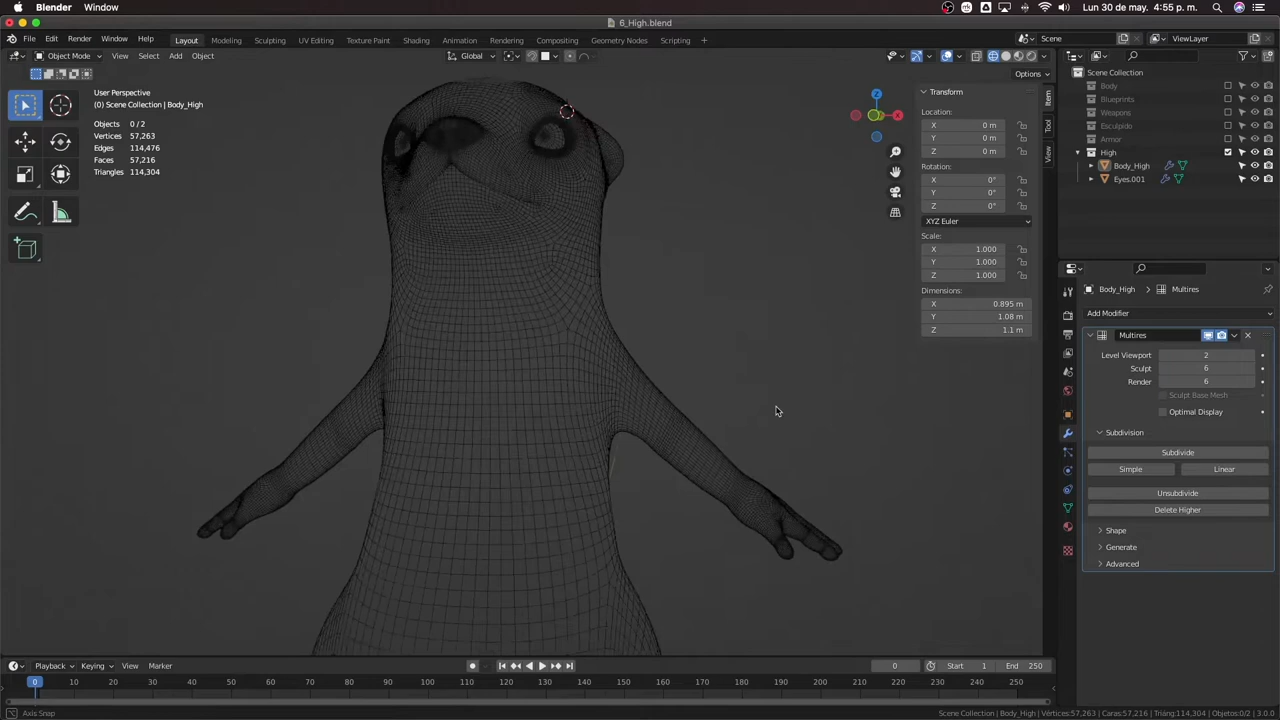 Blender Window Lun 30 de may. 4:55 p. m.
6_High.blend
File Edit Render Window Help Layout Modeling Sculpting UV Editing Texture Paint Shading Animation Rendering Compositing Geometry Nodes Scripting + Scene ViewLayer
Object Mode View Select Add Object Global
Options
User Perspective
(0) Scene Collection | Body_High
Objects 0/2
Vertices 57,263
Edges 114,476
Faces 57,216
Triangles 114,304
Z
X
Transform
Location:
X 0 m
Y 0 m
Z 0 m
Rotation:
X 0°
Y 0°
Z 0°
XYZ Euler
Scale:
X 1.000
Y 1.000
Z 1.000
Dimensions:
X 0.895 m
Y 1.08 m
Z 1.1 m
Item
Tool
View
Scene Collection
Body
Blueprints
Weapons
Esculpido
Armadura
High
Body_High
Eyes.001
Body_High > Multires
Add Modifier
Multires
Level Viewport 2
Sculpt 6
Render 6
Sculpt Base Mesh
Optimal Display
Subdivision
Subdivide
Simple Linear
Unsubdivide
Delete Higher
Shape
Generate
Advanced
Playback Keying View Marker 0 Start 1 End 250
0 10 20 30 40 50 60 70 80 90 100 110 120 130 140 150 160 170 180 190 200 210 220 230 240 250
Axis Snap Scene Collection | Body_High | Vértices:57,263 | Caras:57,216 | Triáng:114,304 | Objetos:0/2 | 3.0.0